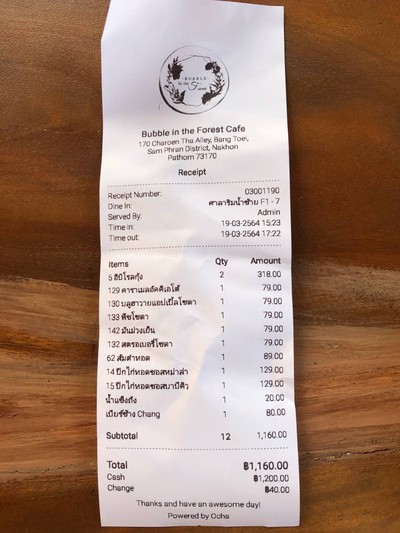 BUBBLE
in the
Forest
Bubble in the Forest Cafe
170 Charoen Tha Alley, Bang Toei,
Sam Phran District, Nakhon
Pathom 73170
Receipt
Receipt Number: 03001190
Dine In: ศาลาริมน้ำซ้าย F1 - 7
Served By: Admin
Time in: 19-03-2564 15:23
Time out: 19-03-2564 17:22
Items Qty Amount
5 อีบิโรลกุ้ง 2 318.00
129 คาราเมลอัคคิเอโต้ 1 79.00
130 บลูฮาวายแอปเปิ้ลโซดา 1 79.00
133 พีชโซดา 1 79.00
142 มันม่วงเย็น 1 79.00
132 สตรอเบอรี่โซดา 1 79.00
62 ส้มตำทอด 1 89.00
14 ปีกไก่ทอดซอสหม่าล่า 1 129.00
15 ปีกไก่ทอดซอสบาบีคิว 1 129.00
น้ำแข็งถัง 1 20.00
เบียร์ช้าง Chang 1 80.00
Subtotal 12 1,160.00
Total ฿1,160.00
Cash ฿1,200.00
Change ฿40.00
Thanks and have an awesome day!
Powered by Ocha